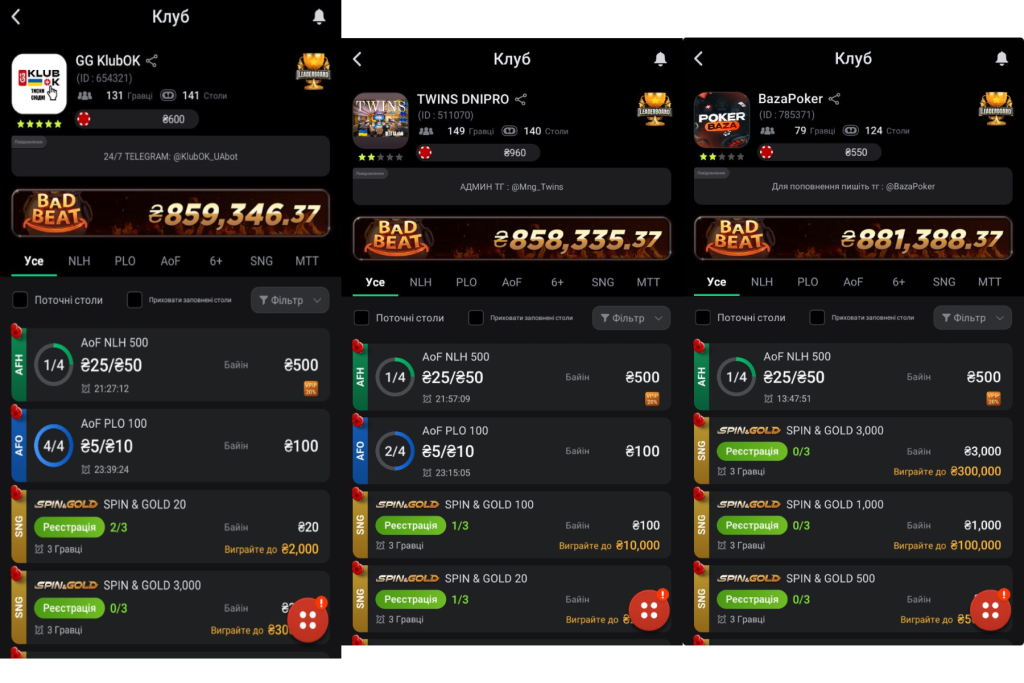 Клуб
GG KlubOK
(ID : 654321)
131 Гравці 141 Столи
₴600
GG KLUB OK
ТИСНИ СЮДИ!
LEADERBOARD
Повідомлення
24/7 TELEGRAM: @KlubOK_UAbot
BAD BEAT
₴859,346.37
Усе NLH PLO AoF 6+ SNG MTT
Поточні столи
Приховати заповнені столи
Фільтр
AFH
1/4
AoF NLH 500
₴25/₴50
Байін ₴500
21:27:12
VPIP 20%
AFO
4/4
AoF PLO 100
₴5/₴10
Байін ₴100
23:39:24
SNG
SPIN&GOLD SPIN & GOLD 20
Реєстрація 2/3
Байін ₴20
3 Гравці
Виграйте до ₴2,000
SNG
SPIN&GOLD SPIN & GOLD 3,000
Реєстрація 0/3
Байін
3 Гравці
Виграйте до
Клуб
TWINS DNIPRO
(ID : 511070)
149 Гравці 140 Столи
₴960
TWINS
LEADERBOARD
Повідомлення
АДМИН ТГ : @Mng_Twins
BAD BEAT
₴858,335.37
Усе NLH PLO AoF 6+ SNG MTT
Поточні столи
Приховати заповнені столи
Фільтр
AFH
1/4
AoF NLH 500
₴25/₴50
Байін ₴500
21:57:09
VPIP 20%
AFO
2/4
AoF PLO 100
₴5/₴10
Байін ₴100
23:15:05
SNG
SPIN&GOLD SPIN & GOLD 100
Реєстрація 1/3
Байін ₴100
3 Гравці
Виграйте до ₴10,000
SNG
SPIN&GOLD SPIN & GOLD 20
Реєстрація 1/3
Байін
3 Гравці
Виграйте до
Клуб
BazaPoker
(ID : 785371)
79 Гравці 124 Столи
₴550
POKER BAZA
LEADERBOARD
Повідомлення
Для поповнення пишіть тг : @BazaPoker
BAD BEAT
₴881,388.37
Усе NLH PLO AoF 6+ SNG MTT
Поточні столи
Приховати заповнені столи
Фільтр
AFH
1/4
AoF NLH 500
₴25/₴50
Байін ₴500
13:47:51
VPIP 20%
SNG
SPIN&GOLD SPIN & GOLD 3,000
Реєстрація 0/3
Байін ₴3,000
3 Гравці
Виграйте до ₴300,000
SNG
SPIN&GOLD SPIN & GOLD 1,000
Реєстрація 0/3
Байін ₴1,000
3 Гравці
Виграйте до ₴100,000
SNG
SPIN&GOLD SPIN & GOLD 500
Реєстрація 0/3
Байін
3 Гравці
Виграйте до